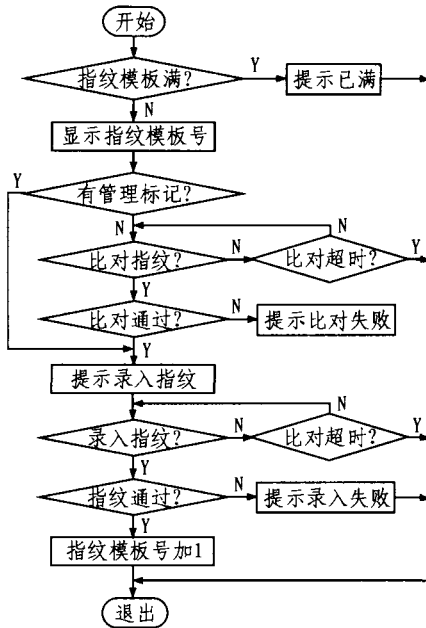 开始
指纹模板满?
Y
提示已满
N
显示指纹模板号
Y
有管理标记?
N
N
比对指纹?
N
比对超时?
Y
Y
比对通过?
N
提示比对失败
Y
提示录入指纹
N
录入指纹?
N
比对超时?
Y
Y
指纹通过?
N
提示录入失败
Y
指纹模板号加1
退出